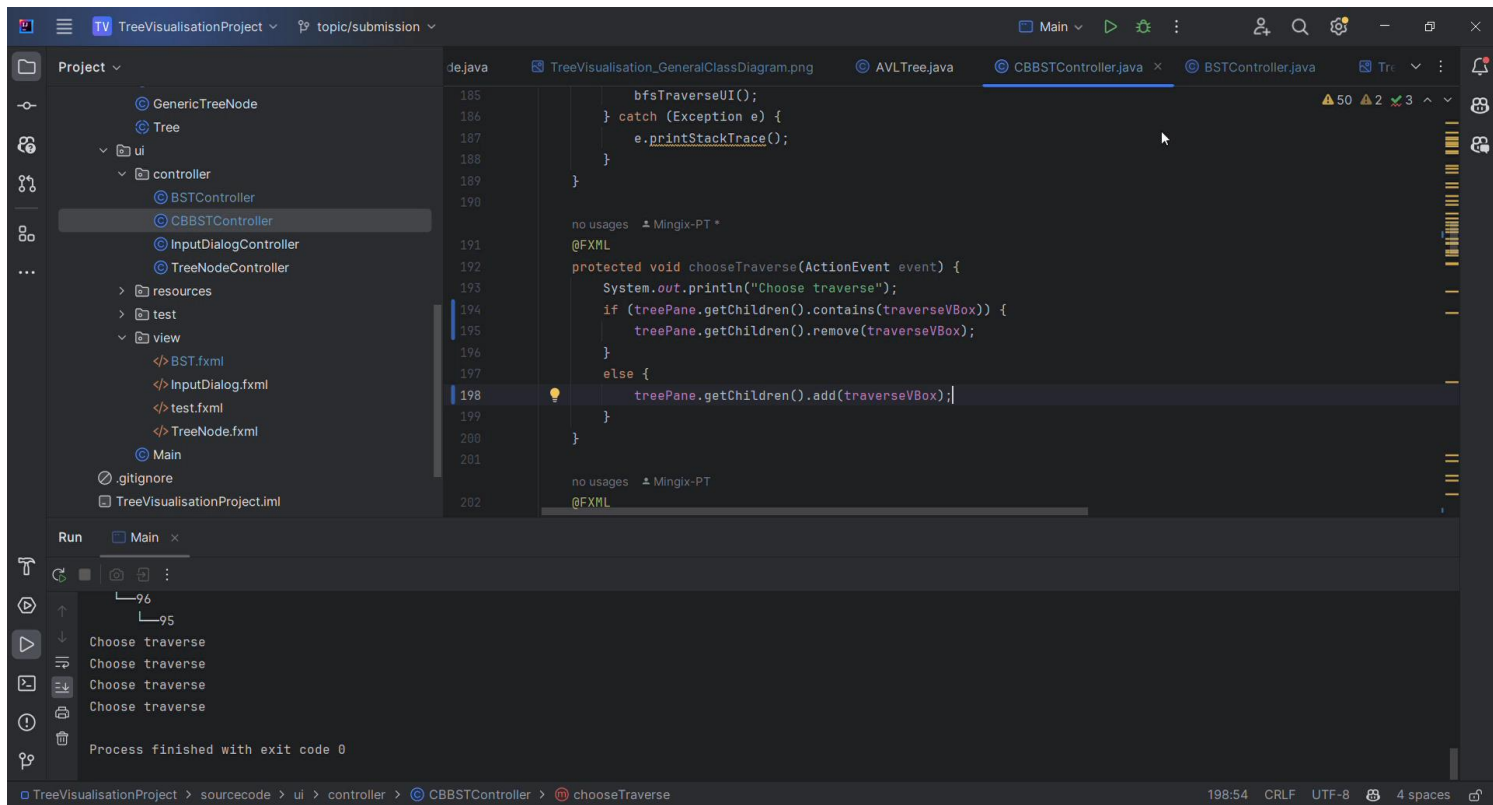 TV TreeVisualisationProject topic/submission Main
Project
de.java TreeVisualisation_GeneralClassDiagram.png AVLTree.java CBBSTController.java BSTController.java Tre
GenericTreeNode
Tree
ui
controller
BSTController
CBBSTController
InputDialogController
TreeNodeController
resources
test
view
BST.fxml
InputDialog.fxml
test.fxml
TreeNode.fxml
Main
.gitignore
TreeVisualisationProject.iml
50 2 3
185 bfsTraverseUI();
186 } catch (Exception e) {
187 e.printStackTrace();
188 }
189 }
190
no usages Mingix-PT *
191 @FXML
192 protected void chooseTraverse(ActionEvent event) {
193 System.out.println("Choose traverse");
194 if (treePane.getChildren().contains(traverseVBox)) {
195 treePane.getChildren().remove(traverseVBox);
196 }
197 else {
198 treePane.getChildren().add(traverseVBox);
199 }
200 }
201
no usages Mingix-PT
202 @FXML
Run Main
└──96
└──95
Choose traverse
Choose traverse
Choose traverse
Choose traverse
Process finished with exit code 0
TreeVisualisationProject > sourcecode > ui > controller > CBBSTController > chooseTraverse 198:54 CRLF UTF-8 4 spaces